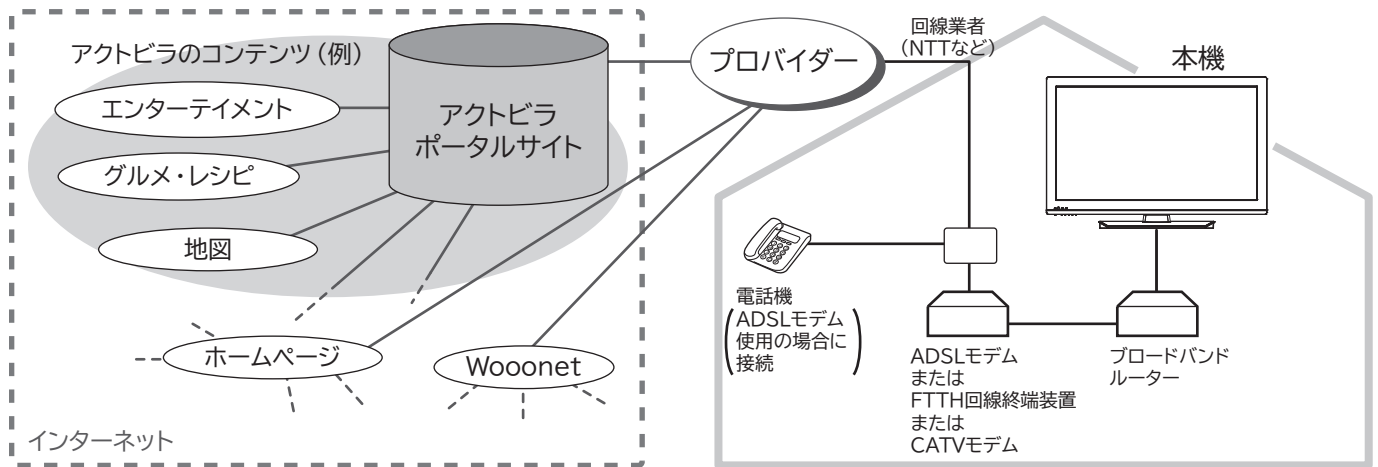 アクトビラのコンテンツ(例)
エンターテイメント
グルメ・レシピ
地図
アクトビラ
ポータルサイト
ホームページ
Wooonet
インターネット
プロバイダー
回線業者
(NTTなど)
本機
電話機
(ADSLモデム
使用の場合に
接続)
ADSLモデム
または
FTTH回線終端装置
または
CATVモデム
ブロードバンド
ルーター